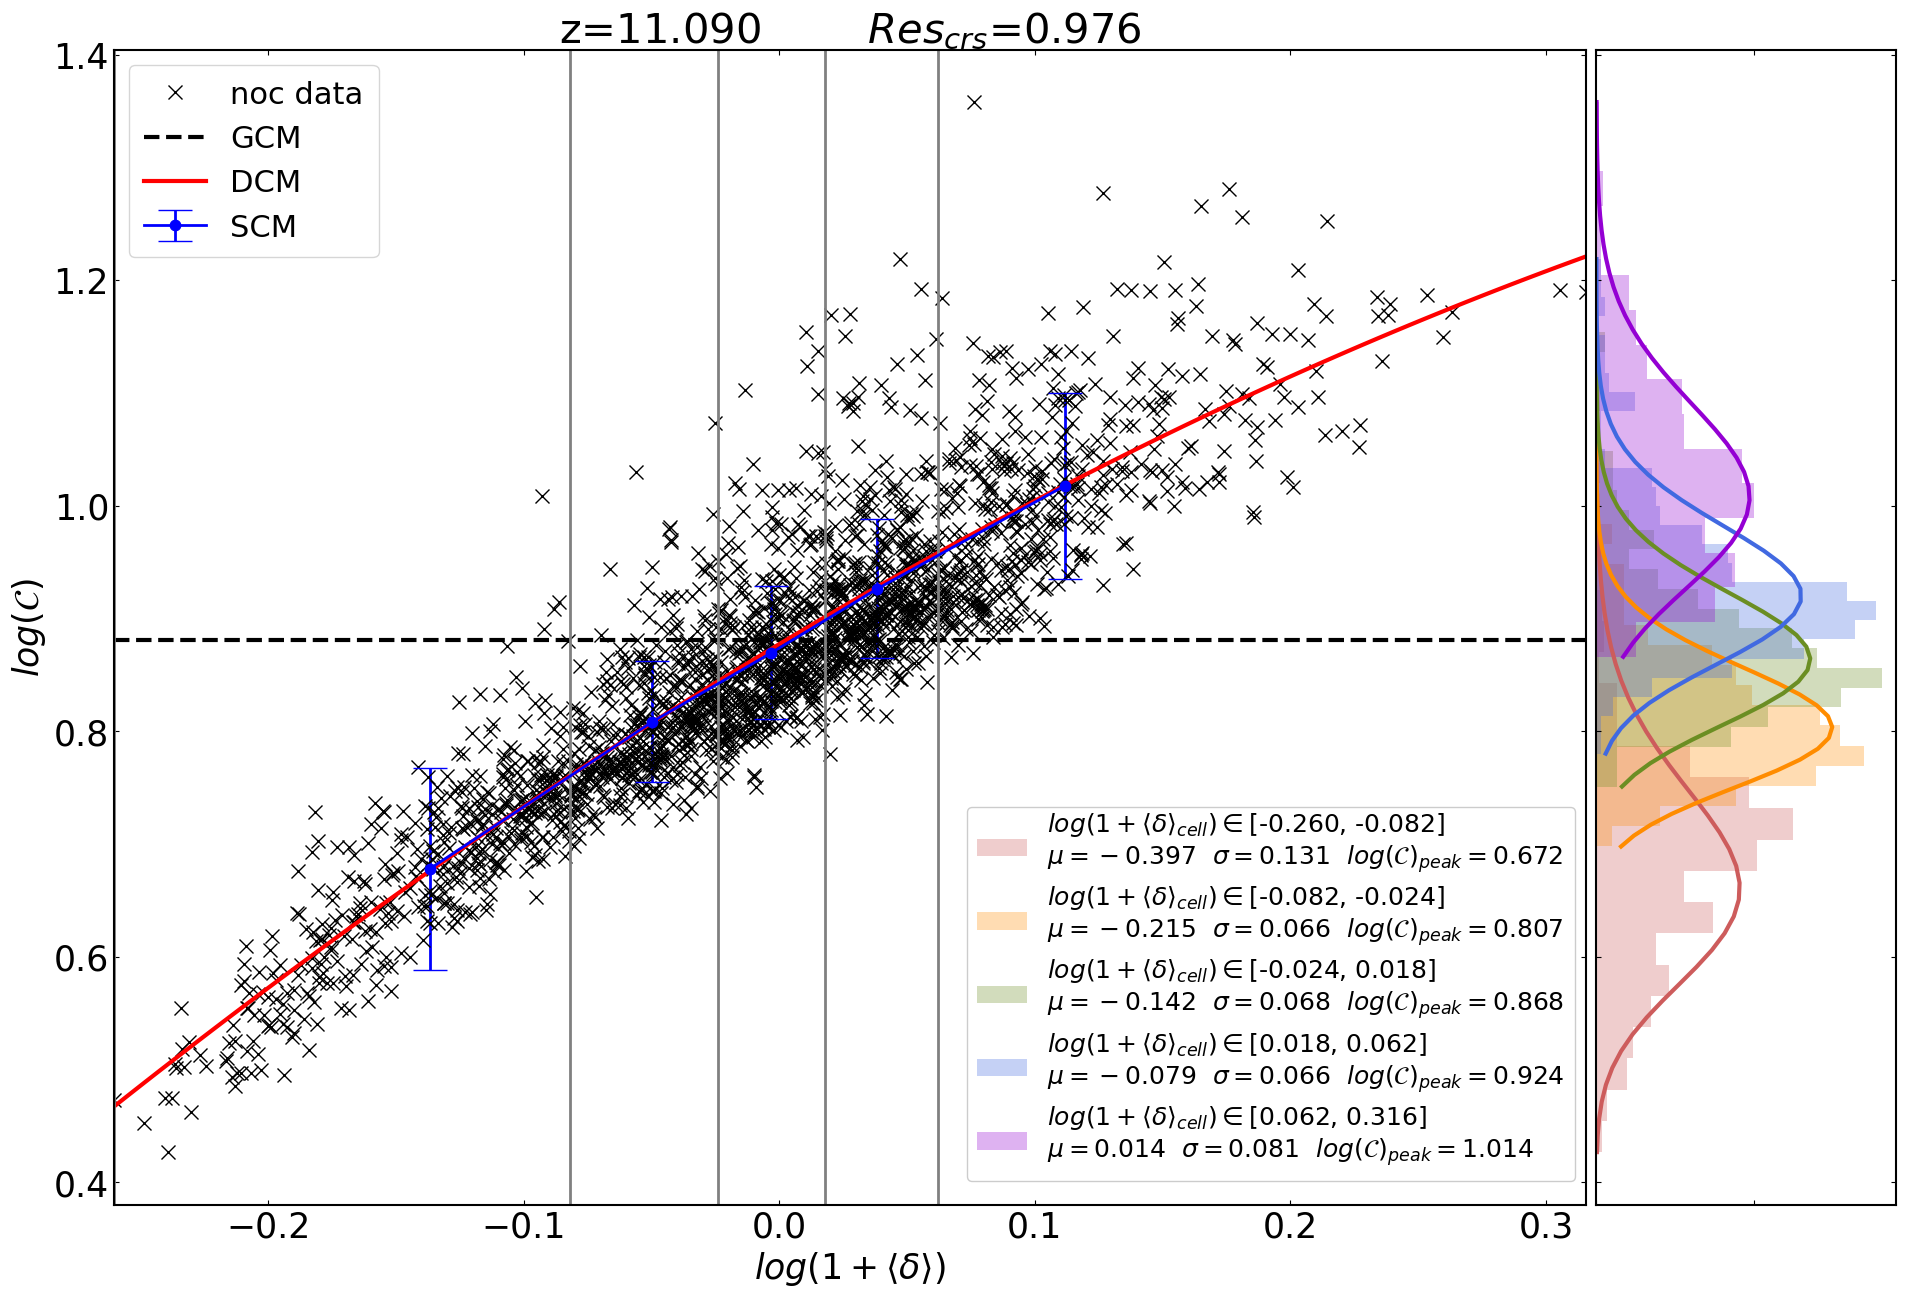 z=11.090 Res_crs=0.976
1.4
1.2
1.0
0.8
0.6
0.4
log(𝒞)
noc data
GCM
DCM
SCM
log(1 + ⟨δ⟩_cell) ∈ [-0.260, -0.082]
μ = −0.397 σ = 0.131 log(𝒞)_peak = 0.672
log(1 + ⟨δ⟩_cell) ∈ [-0.082, -0.024]
μ = −0.215 σ = 0.066 log(𝒞)_peak = 0.807
log(1 + ⟨δ⟩_cell) ∈ [-0.024, 0.018]
μ = −0.142 σ = 0.068 log(𝒞)_peak = 0.868
log(1 + ⟨δ⟩_cell) ∈ [0.018, 0.062]
μ = −0.079 σ = 0.066 log(𝒞)_peak = 0.924
log(1 + ⟨δ⟩_cell) ∈ [0.062, 0.316]
μ = 0.014 σ = 0.081 log(𝒞)_peak = 1.014
−0.2 −0.1 0.0 0.1 0.2 0.3
log(1 + ⟨δ⟩)